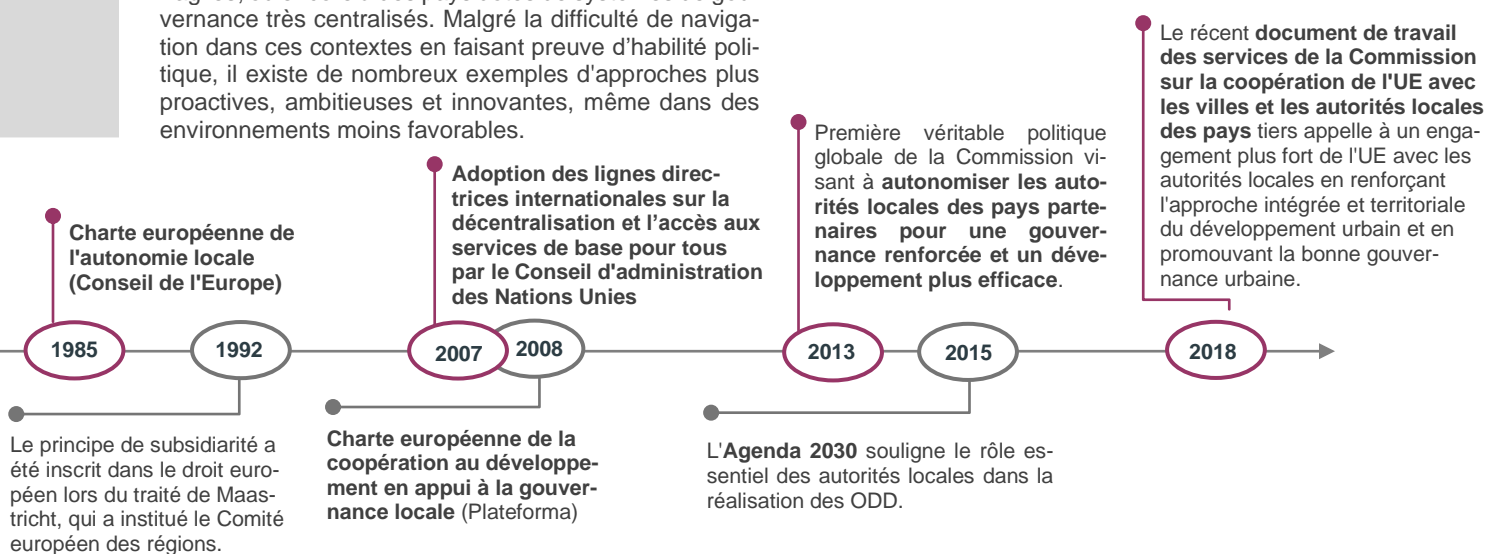 vernance très centralisés. Malgré la difficulté de naviga-
tion dans ces contextes en faisant preuve d’habilité poli-
tique, il existe de nombreux exemples d'approches plus
proactives, ambitieuses et innovantes, même dans des
environnements moins favorables.
Charte européenne de
l'autonomie locale
(Conseil de l'Europe)
Adoption des lignes direc-
trices internationales sur la
décentralisation et l’accès aux
services de base pour tous
par le Conseil d'administration
des Nations Unies
Première véritable politique
globale de la Commission vi-
sant à autonomiser les auto-
rités locales des pays parte-
naires pour une gouver-
nance renforcée et un déve-
loppement plus efficace.
Le récent document de travail
des services de la Commission
sur la coopération de l'UE avec
les villes et les autorités locales
des pays tiers appelle à un enga-
gement plus fort de l'UE avec les
autorités locales en renforçant
l'approche intégrée et territoriale
du développement urbain et en
promouvant la bonne gouver-
nance urbaine.
1985
1992
2007
2008
2013
2015
2018
Le principe de subsidiarité a
été inscrit dans le droit euro-
péen lors du traité de Maas-
tricht, qui a institué le Comité
européen des régions.
Charte européenne de la
coopération au développe-
ment en appui à la gouver-
nance locale (Plateforma)
L'Agenda 2030 souligne le rôle es-
sentiel des autorités locales dans la
réalisation des ODD.